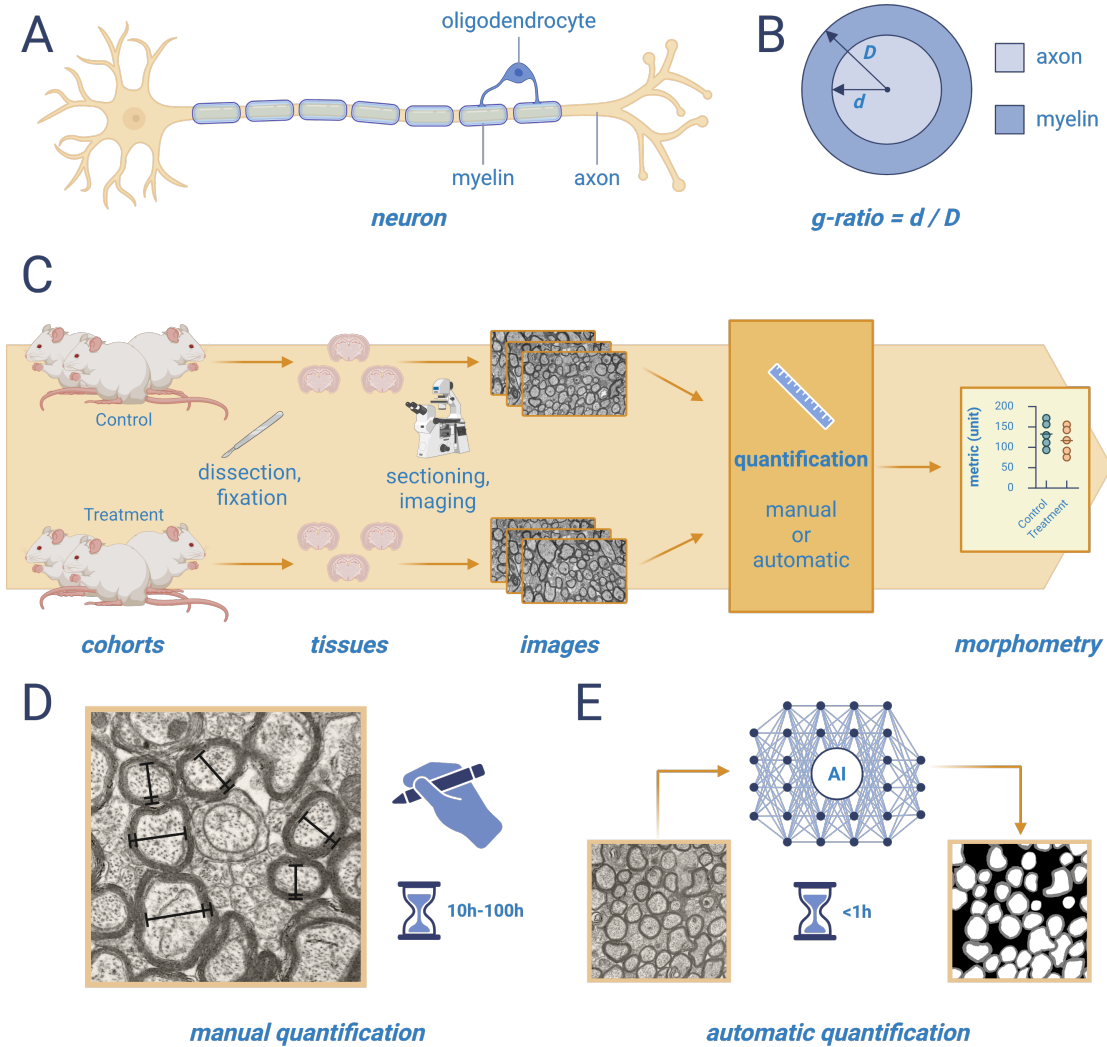 A
oligodendrocyte
myelin
axon
neuron
B
D
d
axon
myelin
g-ratio = d / D
C
Control
Treatment
dissection,
fixation
sectioning,
imaging
quantification
manual
or
automatic
metric (unit)
200
150
100
50
0
Control
Treatment
cohorts
tissues
images
morphometry
D
10h-100h
manual quantification
E
AI
<1h
automatic quantification